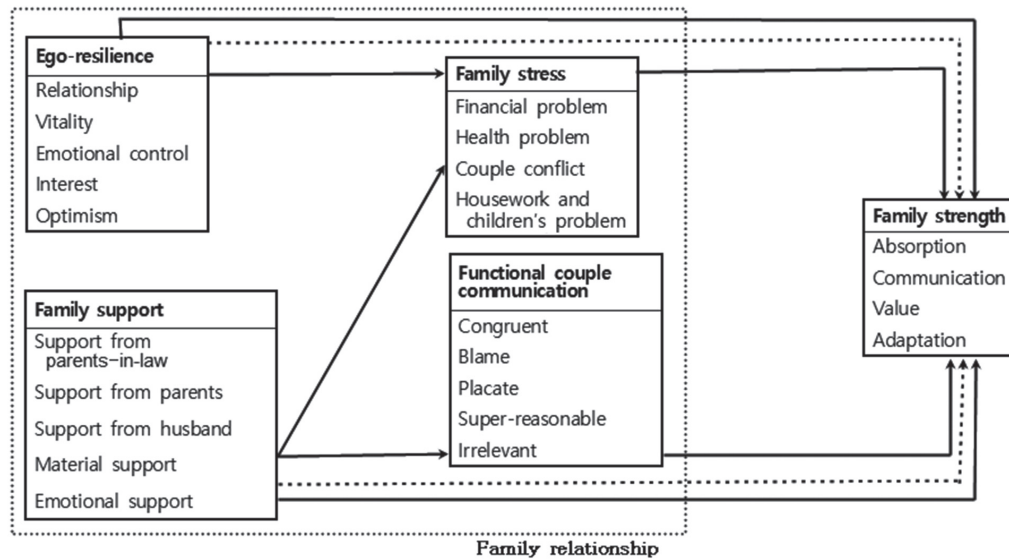 Ego-resilience
Relationship
Vitality
Emotional control
Interest
Optimism
Family support
Support from
parents-in-law
Support from parents
Support from husband
Material support
Emotional support
Family stress
Financial problem
Health problem
Couple conflict
Housework and
children's problem
Functional couple
communication
Congruent
Blame
Placate
Super-reasonable
Irrelevant
Family strength
Absorption
Communication
Value
Adaptation
Family relationship